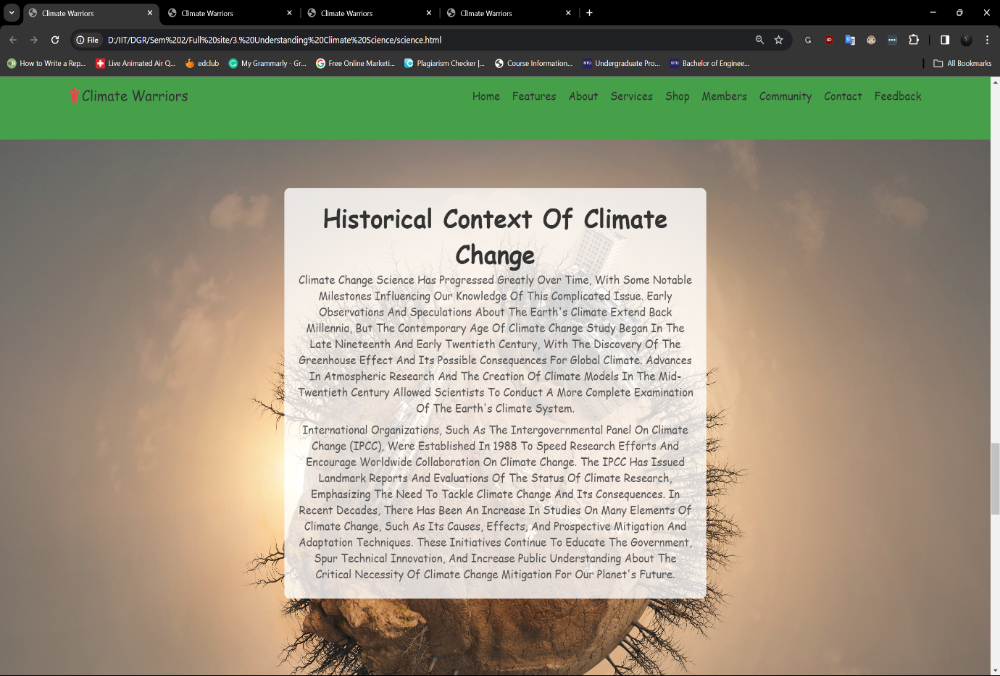 Climate Warriors
Climate Warriors
Climate Warriors
Climate Warriors
File D:/IIT/DGR/Sem%202/Full%20site/3.%20Understanding%20Climate%20Science/science.html
How to Write a Rep...
Live Animated Air Q...
edclub
My Grammarly - Gr...
Free Online Marketi...
Plagiarism Checker |...
Course Information...
NTU Undergraduate Pro...
NTU Bachelor of Enginee...
All Bookmarks
Climate Warriors
Home Features About Services Shop Members Community Contact Feedback
Historical Context Of Climate
Change
Climate Change Science Has Progressed Greatly Over Time, With Some Notable
Milestones Influencing Our Knowledge Of This Complicated Issue. Early
Observations And Speculations About The Earth's Climate Extend Back
Millennia, But The Contemporary Age Of Climate Change Study Began In The
Late Nineteenth And Early Twentieth Century, With The Discovery Of The
Greenhouse Effect And Its Possible Consequences For Global Climate. Advances
In Atmospheric Research And The Creation Of Climate Models In The Mid-
Twentieth Century Allowed Scientists To Conduct A More Complete Examination
Of The Earth's Climate System.
International Organizations, Such As The Intergovernmental Panel On Climate
Change (IPCC), Were Established In 1988 To Speed Research Efforts And
Encourage Worldwide Collaboration On Climate Change. The IPCC Has Issued
Landmark Reports And Evaluations Of The Status Of Climate Research,
Emphasizing The Need To Tackle Climate Change And Its Consequences. In
Recent Decades, There Has Been An Increase In Studies On Many Elements Of
Climate Change, Such As Its Causes, Effects, And Prospective Mitigation And
Adaptation Techniques. These Initiatives Continue To Educate The Government,
Spur Technical Innovation, And Increase Public Understanding About The
Critical Necessity Of Climate Change Mitigation For Our Planet's Future.